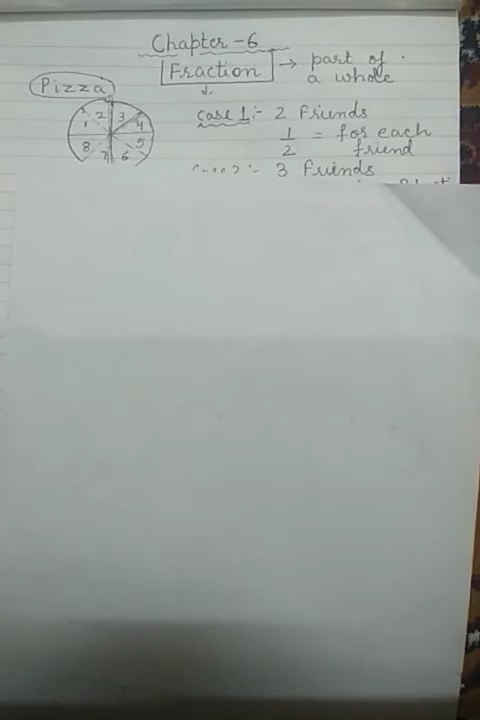 Chapter - 6
Fraction → part of a whole
Pizza
1 2 3 4 5 6 7 8
Case 1:- 2 Friends
1/2 = for each friend
:- 3 Friends